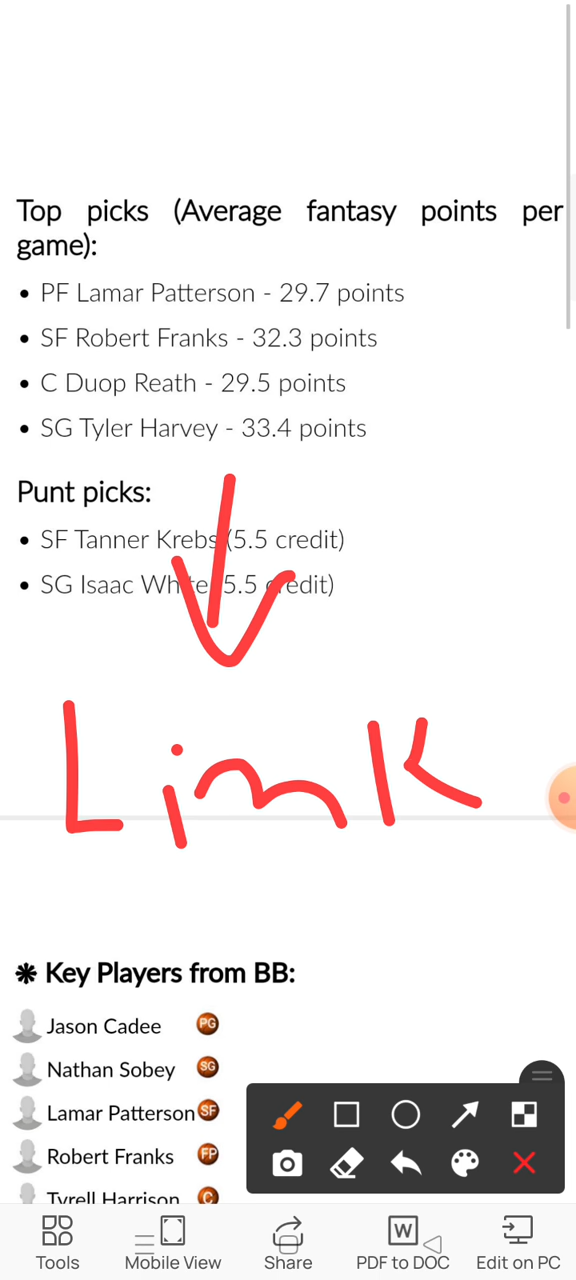 Top picks (Average fantasy points per
game):
• PF Lamar Patterson - 29.7 points
• SF Robert Franks - 32.3 points
• C Duop Reath - 29.5 points
• SG Tyler Harvey - 33.4 points
Punt picks:
• SF Tanner Krebs (5.5 credit)
• SG Isaac White (5.5 credit)
Link
✱ Key Players from BB:
Jason Cadee PG
Nathan Sobey SG
Lamar Patterson SF
Robert Franks FP
Tyrell Harrison C
W
Tools Mobile View Share PDF to DOC Edit on PC